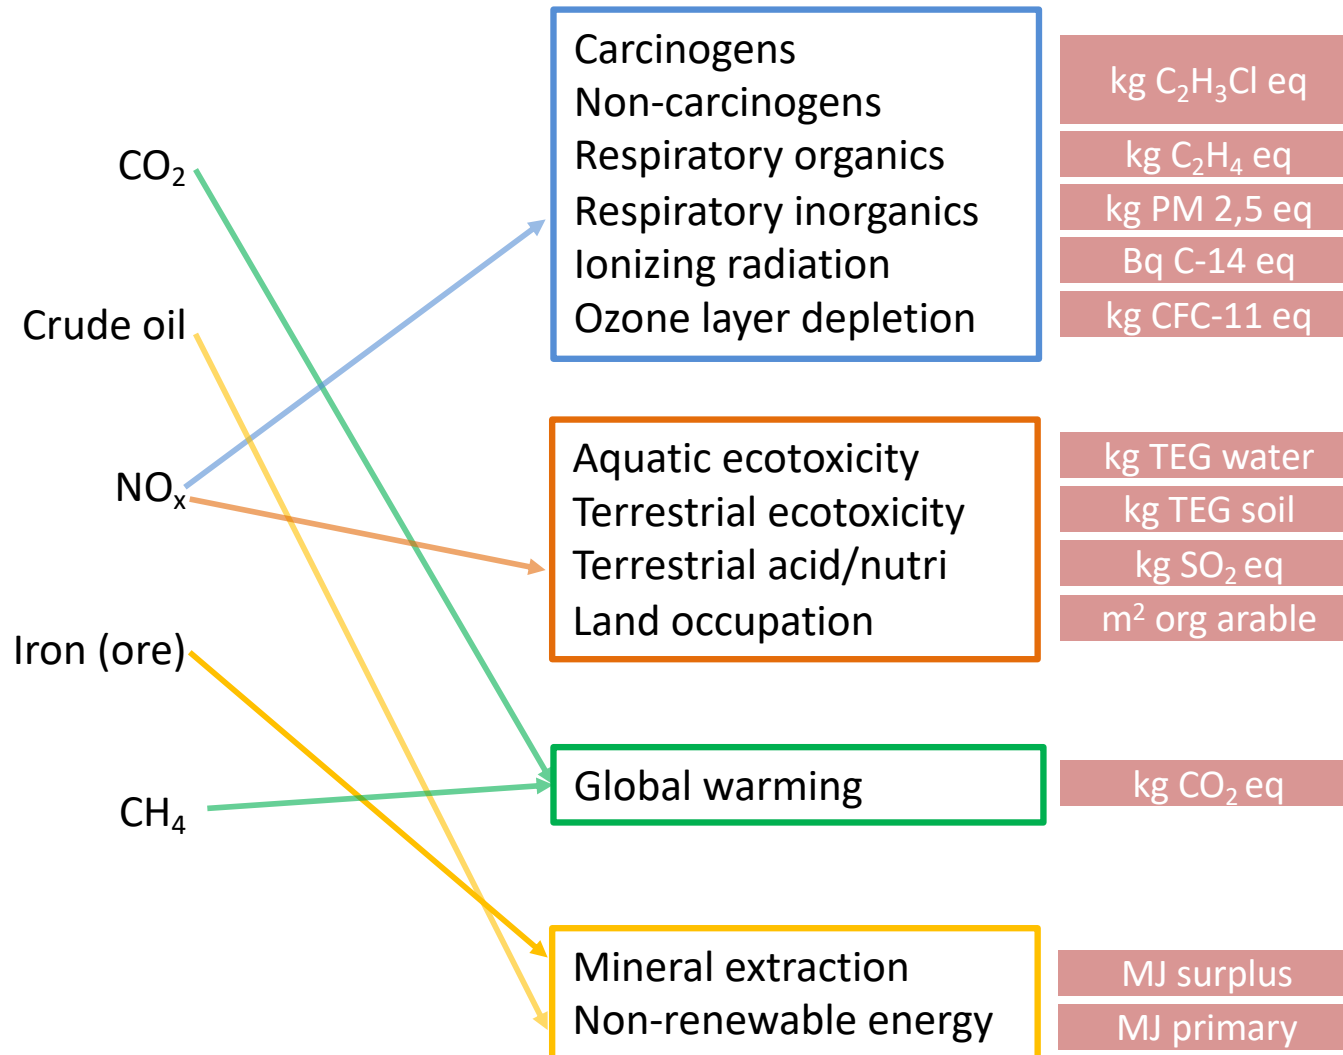 CO₂
Crude oil
NOₓ
Iron (ore)
CH₄
Carcinogens
Non-carcinogens
Respiratory organics
Respiratory inorganics
Ionizing radiation
Ozone layer depletion
kg C₂H₃Cl eq
kg C₂H₄ eq
kg PM 2,5 eq
Bq C-14 eq
kg CFC-11 eq
Aquatic ecotoxicity
Terrestrial ecotoxicity
Terrestrial acid/nutri
Land occupation
kg TEG water
kg TEG soil
kg SO₂ eq
m² org arable
Global warming
kg CO₂ eq
Mineral extraction
Non-renewable energy
MJ surplus
MJ primary